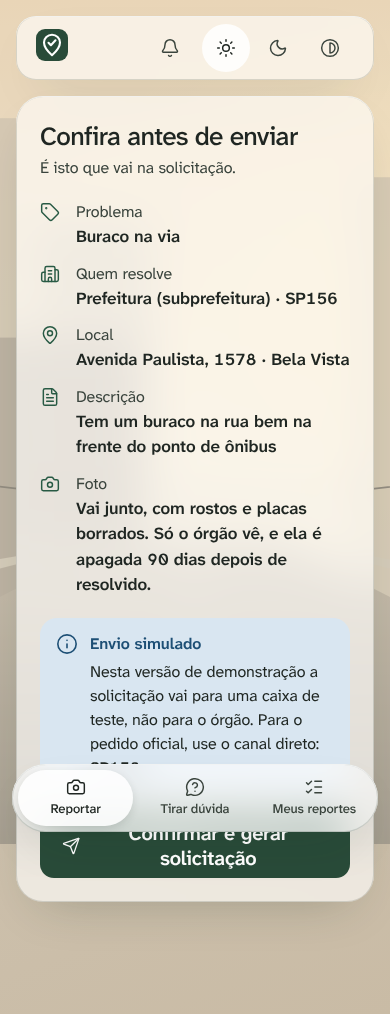 Confira antes de enviar
É isto que vai na solicitação.
Problema
Buraco na via
Quem resolve
Prefeitura (subprefeitura) · SP156
Local
Avenida Paulista, 1578 · Bela Vista
Descrição
Tem um buraco na rua bem na
frente do ponto de ônibus
Foto
Vai junto, com rostos e placas
borrados. Só o órgão vê, e ela é
apagada 90 dias depois de
resolvido.
Envio simulado
Nesta versão de demonstração a
solicitação vai para uma caixa de
teste, não para o órgão. Para o
pedido oficial, use o canal direto:
Reportar
Tirar dúvida
Meus reportes
Confirmar e gerar
solicitação